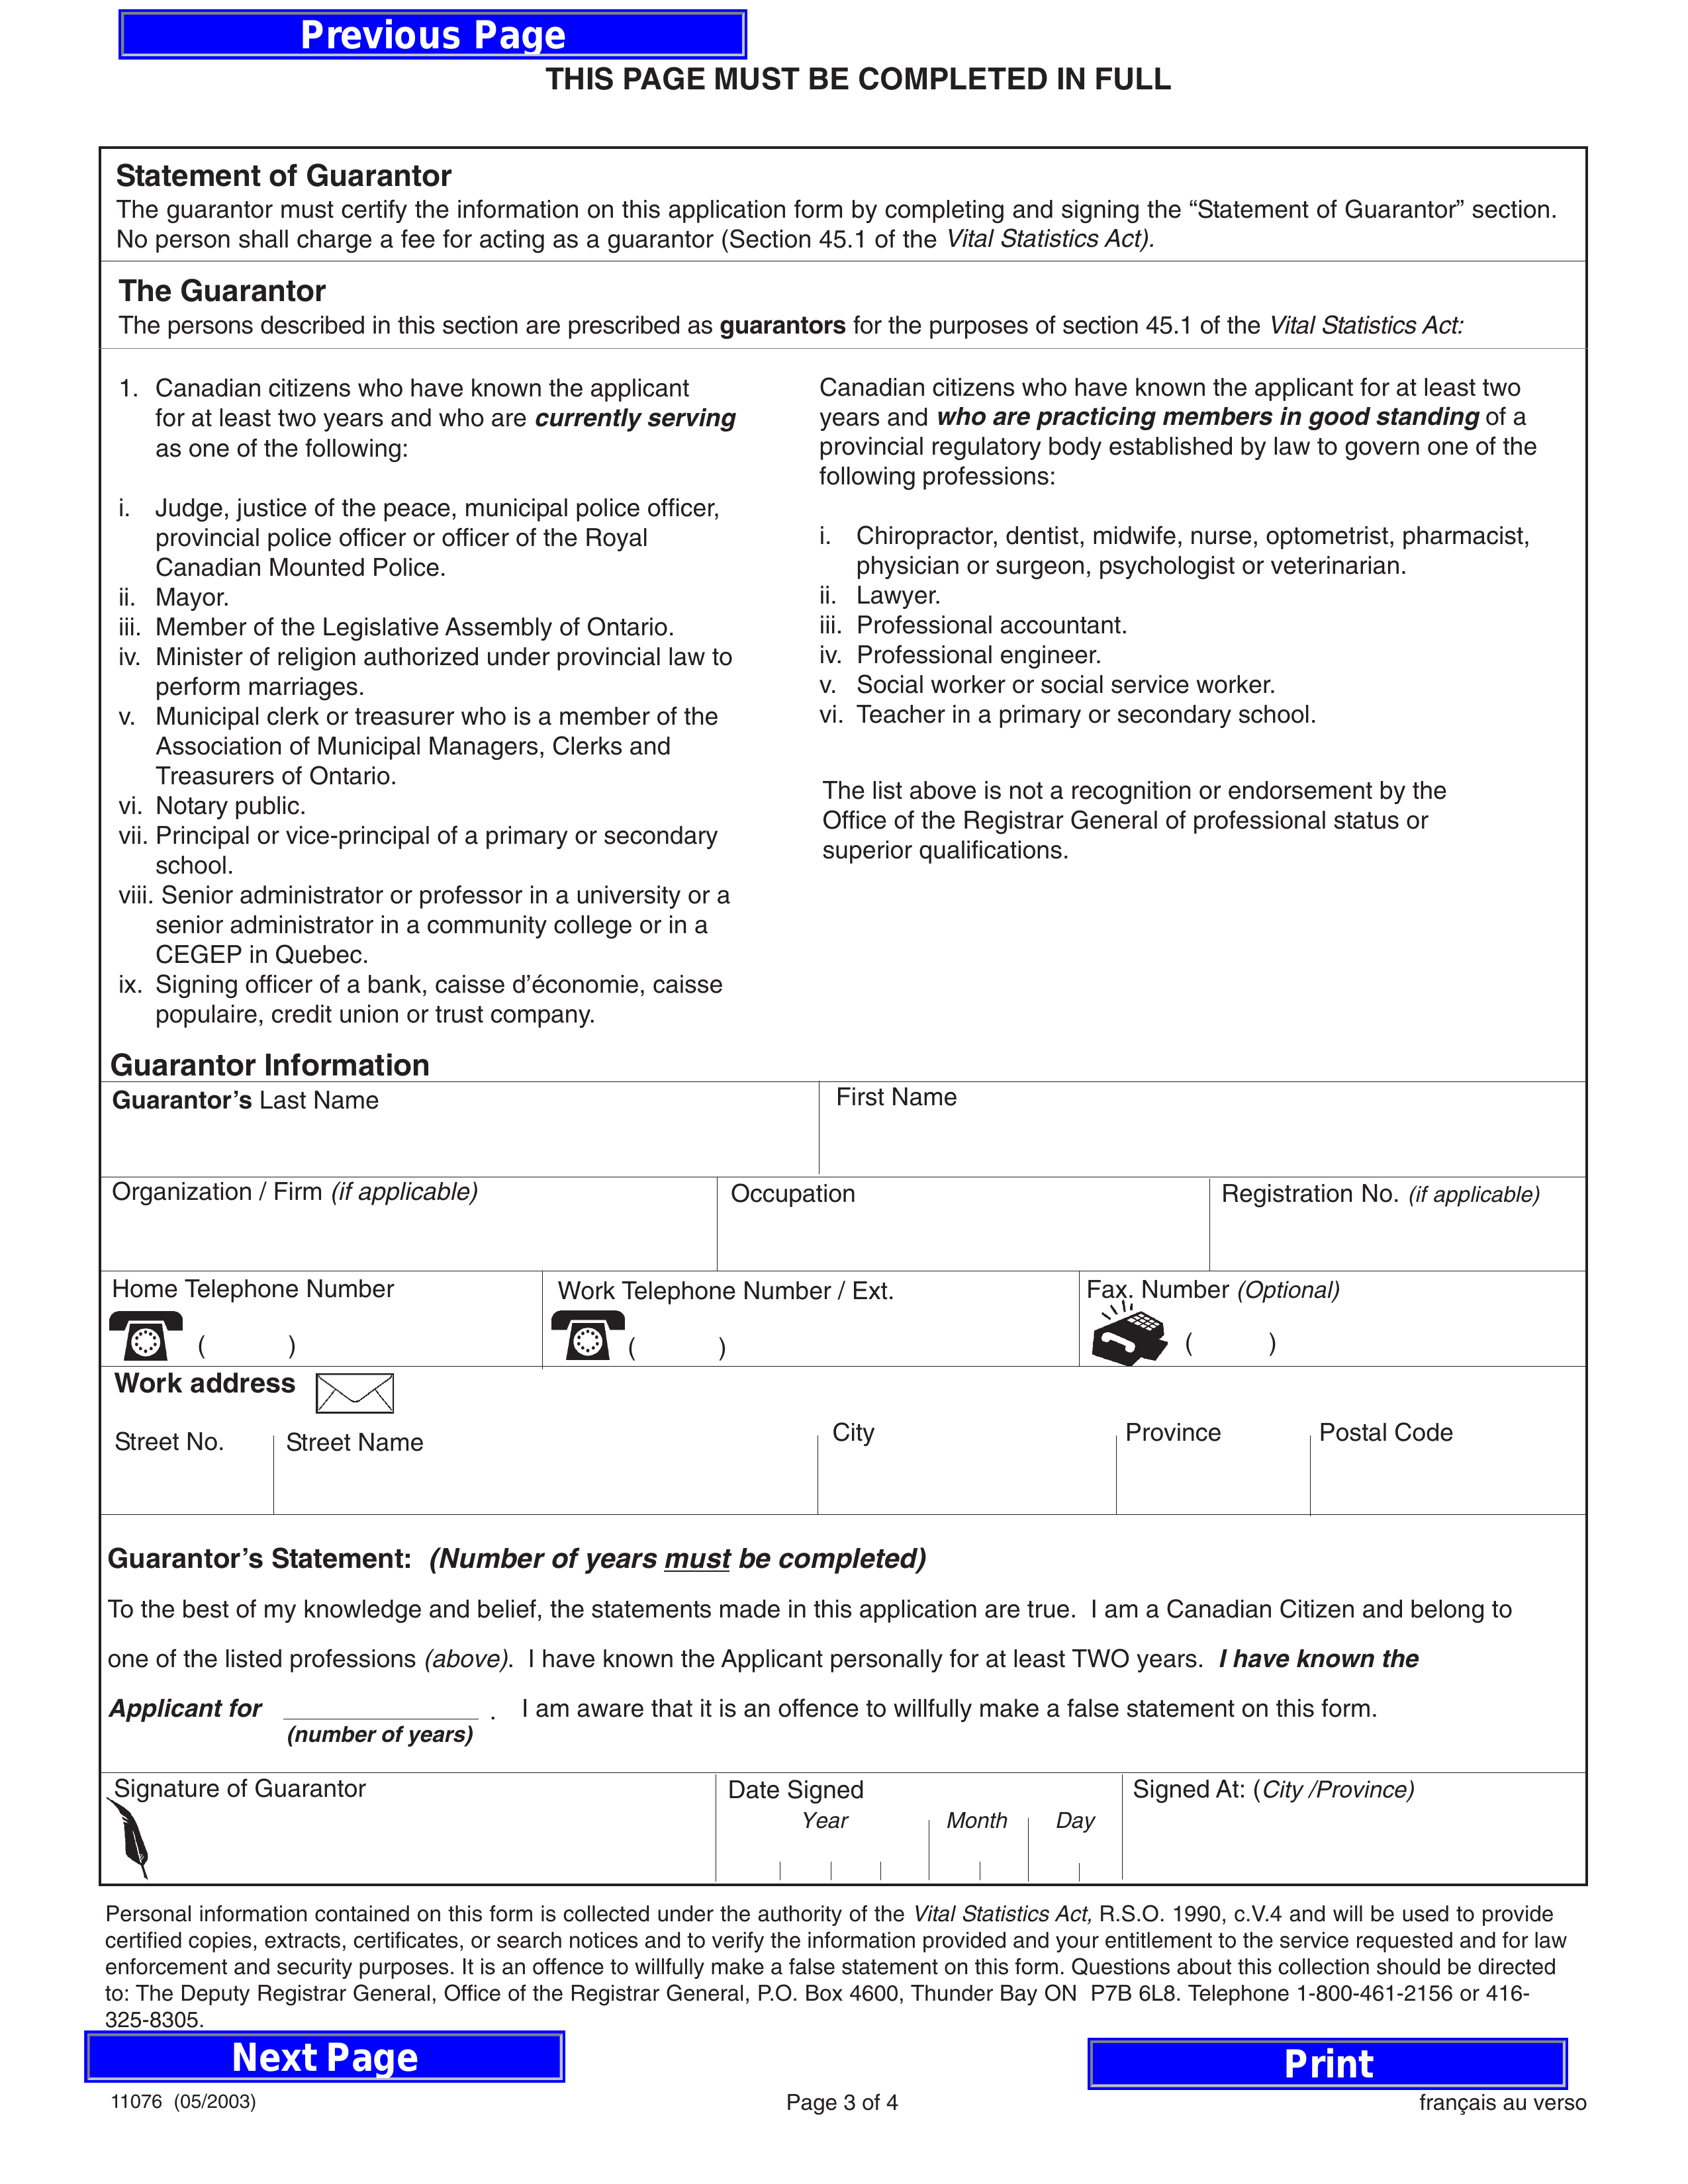 Previous Page
THIS PAGE MUST BE COMPLETED IN FULL
Statement of Guarantor
The guarantor must certify the information on this application form by completing and signing the “Statement of Guarantor” section.
No person shall charge a fee for acting as a guarantor (Section 45.1 of the Vital Statistics Act).
The Guarantor
The persons described in this section are prescribed as guarantors for the purposes of section 45.1 of the Vital Statistics Act:
1. Canadian citizens who have known the applicant
for at least two years and who are currently serving
as one of the following:
i. Judge, justice of the peace, municipal police officer,
provincial police officer or officer of the Royal
Canadian Mounted Police.
ii. Mayor.
iii. Member of the Legislative Assembly of Ontario.
iv. Minister of religion authorized under provincial law to
perform marriages.
v. Municipal clerk or treasurer who is a member of the
Association of Municipal Managers, Clerks and
Treasurers of Ontario.
vi. Notary public.
vii. Principal or vice-principal of a primary or secondary
school.
viii. Senior administrator or professor in a university or a
senior administrator in a community college or in a
CEGEP in Quebec.
ix. Signing officer of a bank, caisse d’économie, caisse
populaire, credit union or trust company.
Canadian citizens who have known the applicant for at least two
years and who are practicing members in good standing of a
provincial regulatory body established by law to govern one of the
following professions:
i. Chiropractor, dentist, midwife, nurse, optometrist, pharmacist,
physician or surgeon, psychologist or veterinarian.
ii. Lawyer.
iii. Professional accountant.
iv. Professional engineer.
v. Social worker or social service worker.
vi. Teacher in a primary or secondary school.
The list above is not a recognition or endorsement by the
Office of the Registrar General of professional status or
superior qualifications.
Guarantor Information
Guarantor’s Last Name
First Name
Organization / Firm (if applicable)
Occupation
Registration No. (if applicable)
Home Telephone Number
Work Telephone Number / Ext.
Fax. Number (Optional)
( )
( )
( )
Work address
Street No.
Street Name
City
Province
Postal Code
Guarantor’s Statement: (Number of years must be completed)
To the best of my knowledge and belief, the statements made in this application are true. I am a Canadian Citizen and belong to
one of the listed professions (above). I have known the Applicant personally for at least TWO years. I have known the
Applicant for ______________ . I am aware that it is an offence to willfully make a false statement on this form.
(number of years)
Signature of Guarantor
Date Signed
Year
Month
Day
Signed At: (City /Province)
Personal information contained on this form is collected under the authority of the Vital Statistics Act, R.S.O. 1990, c.V.4 and will be used to provide
certified copies, extracts, certificates, or search notices and to verify the information provided and your entitlement to the service requested and for law
enforcement and security purposes. It is an offence to willfully make a false statement on this form. Questions about this collection should be directed
to: The Deputy Registrar General, Office of the Registrar General, P.O. Box 4600, Thunder Bay ON P7B 6L8. Telephone 1-800-461-2156 or 416-
325-8305.
Next Page
Print
11076 (05/2003)
Page 3 of 4
français au verso